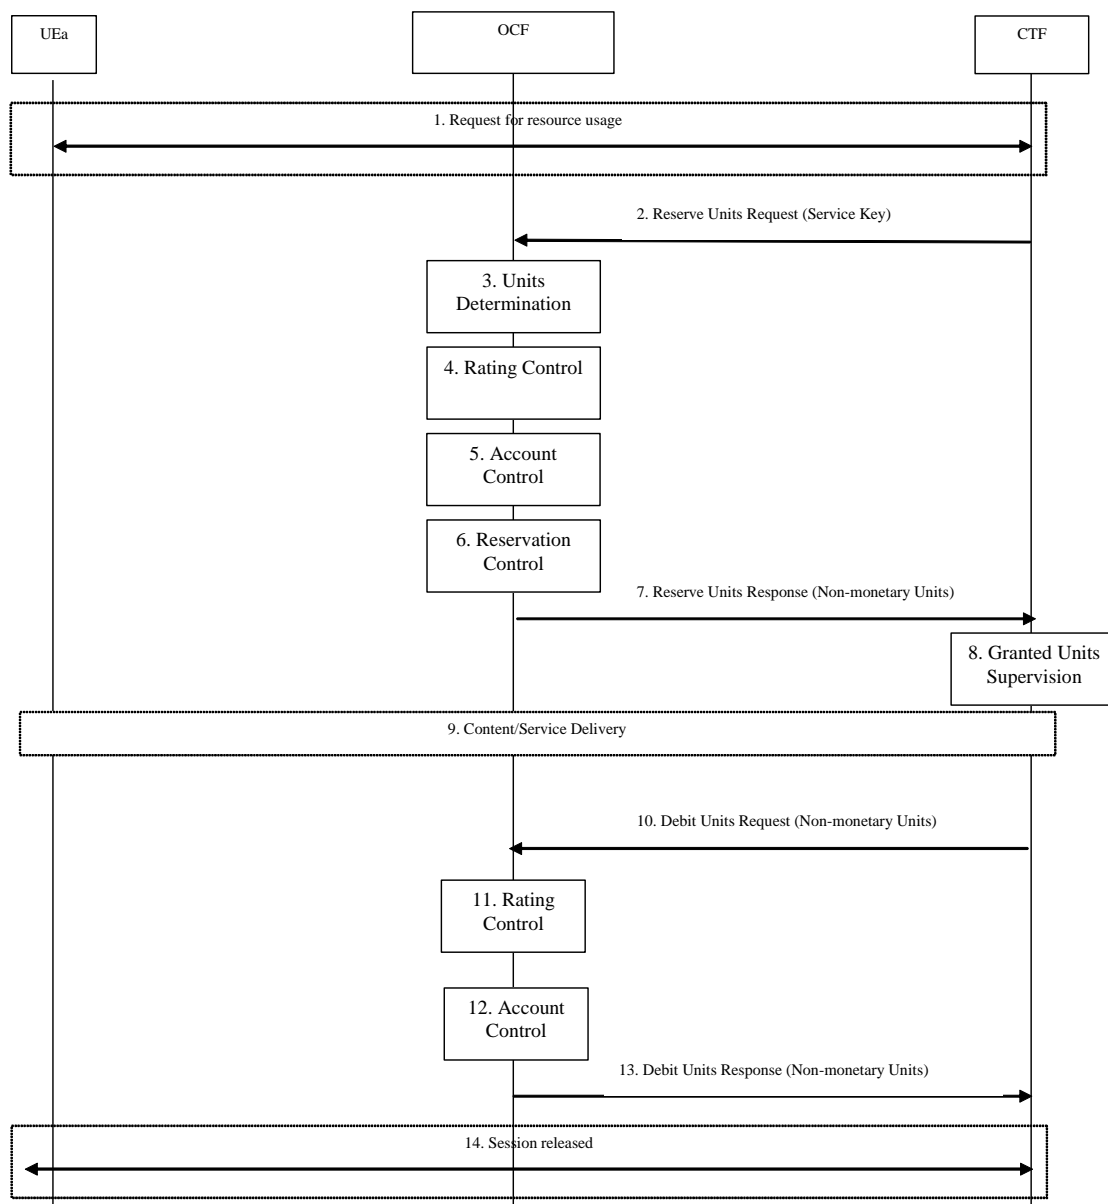 UEa
OCF
CTF
1. Request for resource usage
2. Reserve Units Request (Service Key)
3. Units
Determination
4. Rating Control
5. Account
Control
6. Reservation
Control
7. Reserve Units Response (Non-monetary Units)
8. Granted Units
Supervision
9. Content/Service Delivery
10. Debit Units Request (Non-monetary Units)
11. Rating
Control
12. Account
Control
13. Debit Units Response (Non-monetary Units)
14. Session released